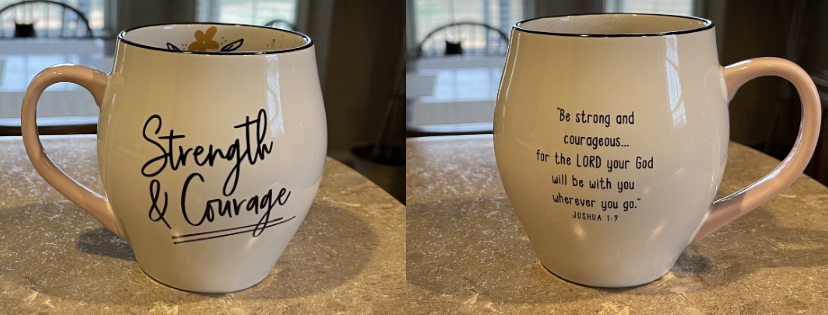 Strength
& Courage
"Be strong and
courageous...
for the LORD your God
will be with you
wherever you go."
JOSHUA 1:9